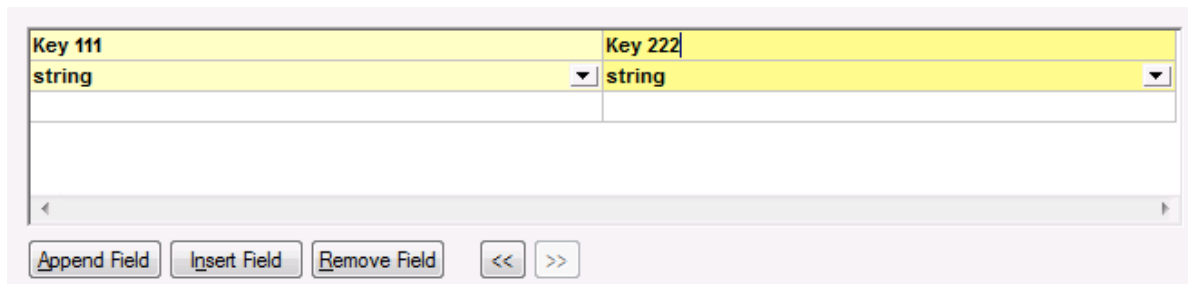 Key 111 Key 222
string string
Append Field Insert Field Remove Field << >>